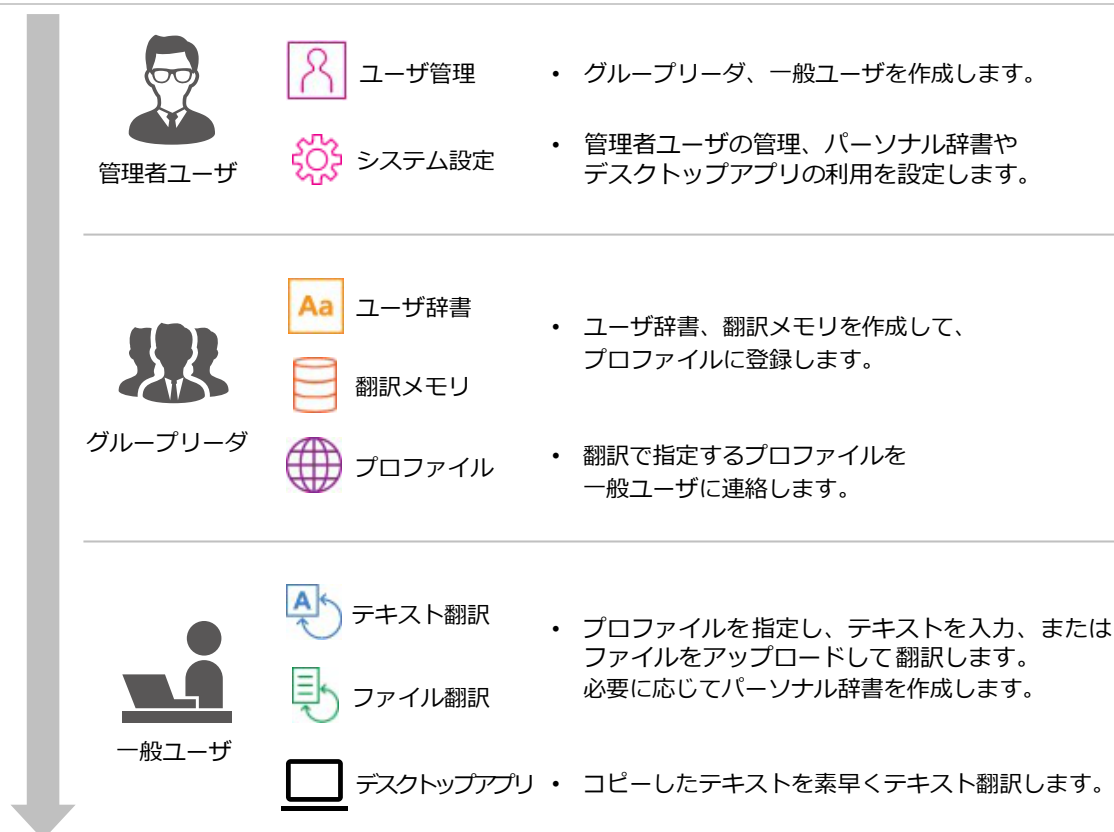 ユーザ管理
• グループリーダ、一般ユーザを作成します。
管理者ユーザ
システム設定
• 管理者ユーザの管理、パーソナル辞書や
デスクトップアプリの利用を設定します。
Aa
ユーザ辞書
• ユーザ辞書、翻訳メモリを作成して、
プロファイルに登録します。
翻訳メモリ
グループリーダ
プロファイル
• 翻訳で指定するプロファイルを
一般ユーザに連絡します。
A
テキスト翻訳
• プロファイルを指定し、テキストを入力、または
ファイルをアップロードして翻訳します。
必要に応じてパーソナル辞書を作成します。
ファイル翻訳
一般ユーザ
デスクトップアプリ
• コピーしたテキストを素早くテキスト翻訳します。